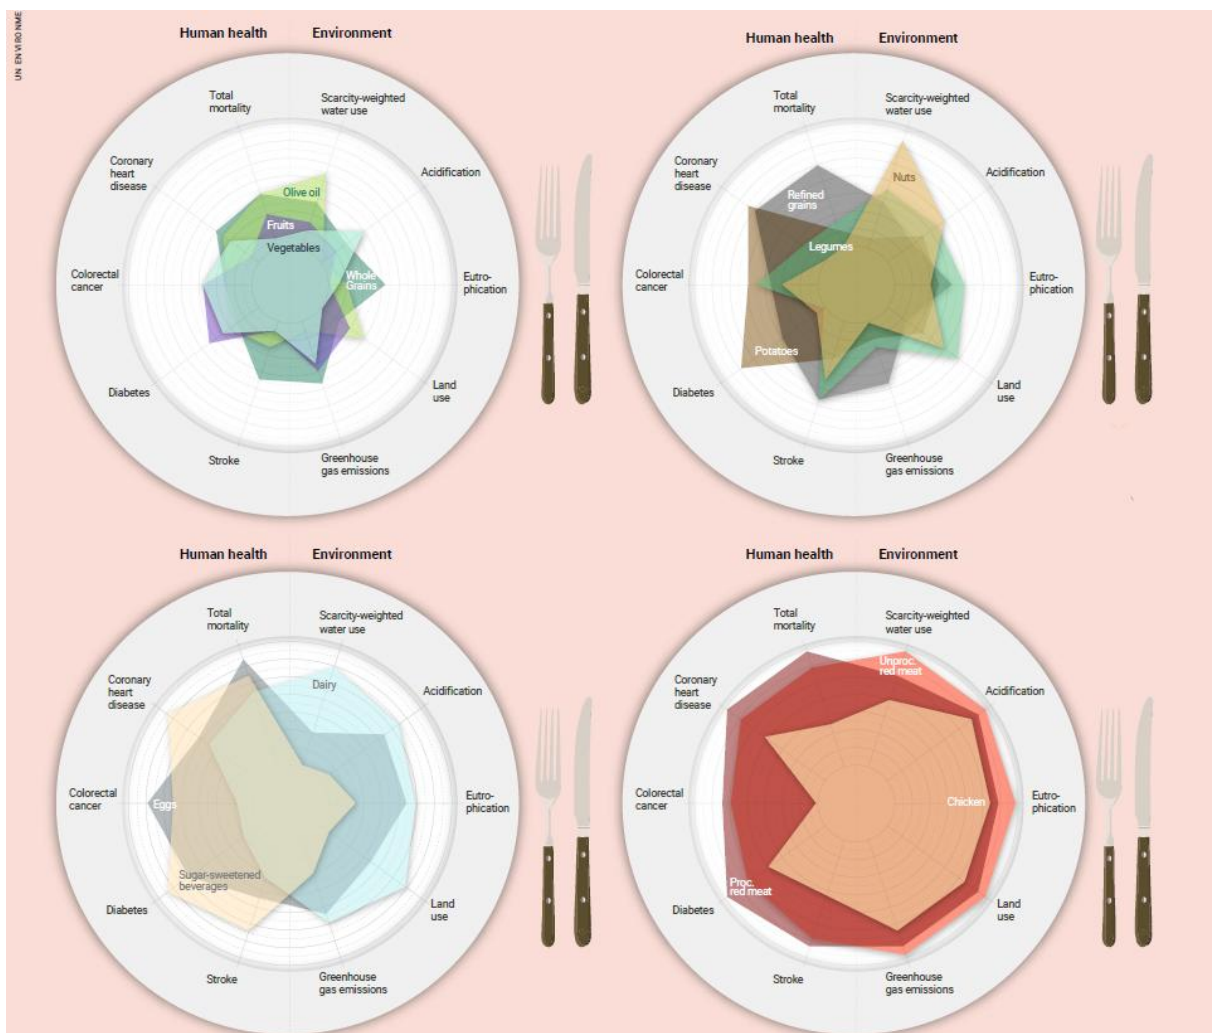 UN ENVIRONME
Human health
Environment
Total
mortality
Scarcity-weighted
water use
Coronary
heart
disease
Acidification
Olive oil
Fruits
Vegetables
Whole
Grains
Colorectal
cancer
Eutro-
phication
Diabetes
Land
use
Stroke
Greenhouse
gas emissions
Human health
Environment
Total
mortality
Scarcity-weighted
water use
Coronary
heart
disease
Acidification
Nuts
Refined
grains
Legumes
Colorectal
cancer
Eutro-
phication
Potatoes
Diabetes
Land
use
Stroke
Greenhouse
gas emissions
Human health
Environment
Total
mortality
Scarcity-weighted
water use
Coronary
heart
disease
Acidification
Dairy
Colorectal
cancer
Eggs
Eutro-
phication
Sugar-sweetened
beverages
Diabetes
Land
use
Stroke
Greenhouse
gas emissions
Human health
Environment
Total
mortality
Scarcity-weighted
water use
Unproc.
red meat
Coronary
heart
disease
Acidification
Colorectal
cancer
Chicken
Eutro-
phication
Proc.
red meat
Diabetes
Land
use
Stroke
Greenhouse
gas emissions